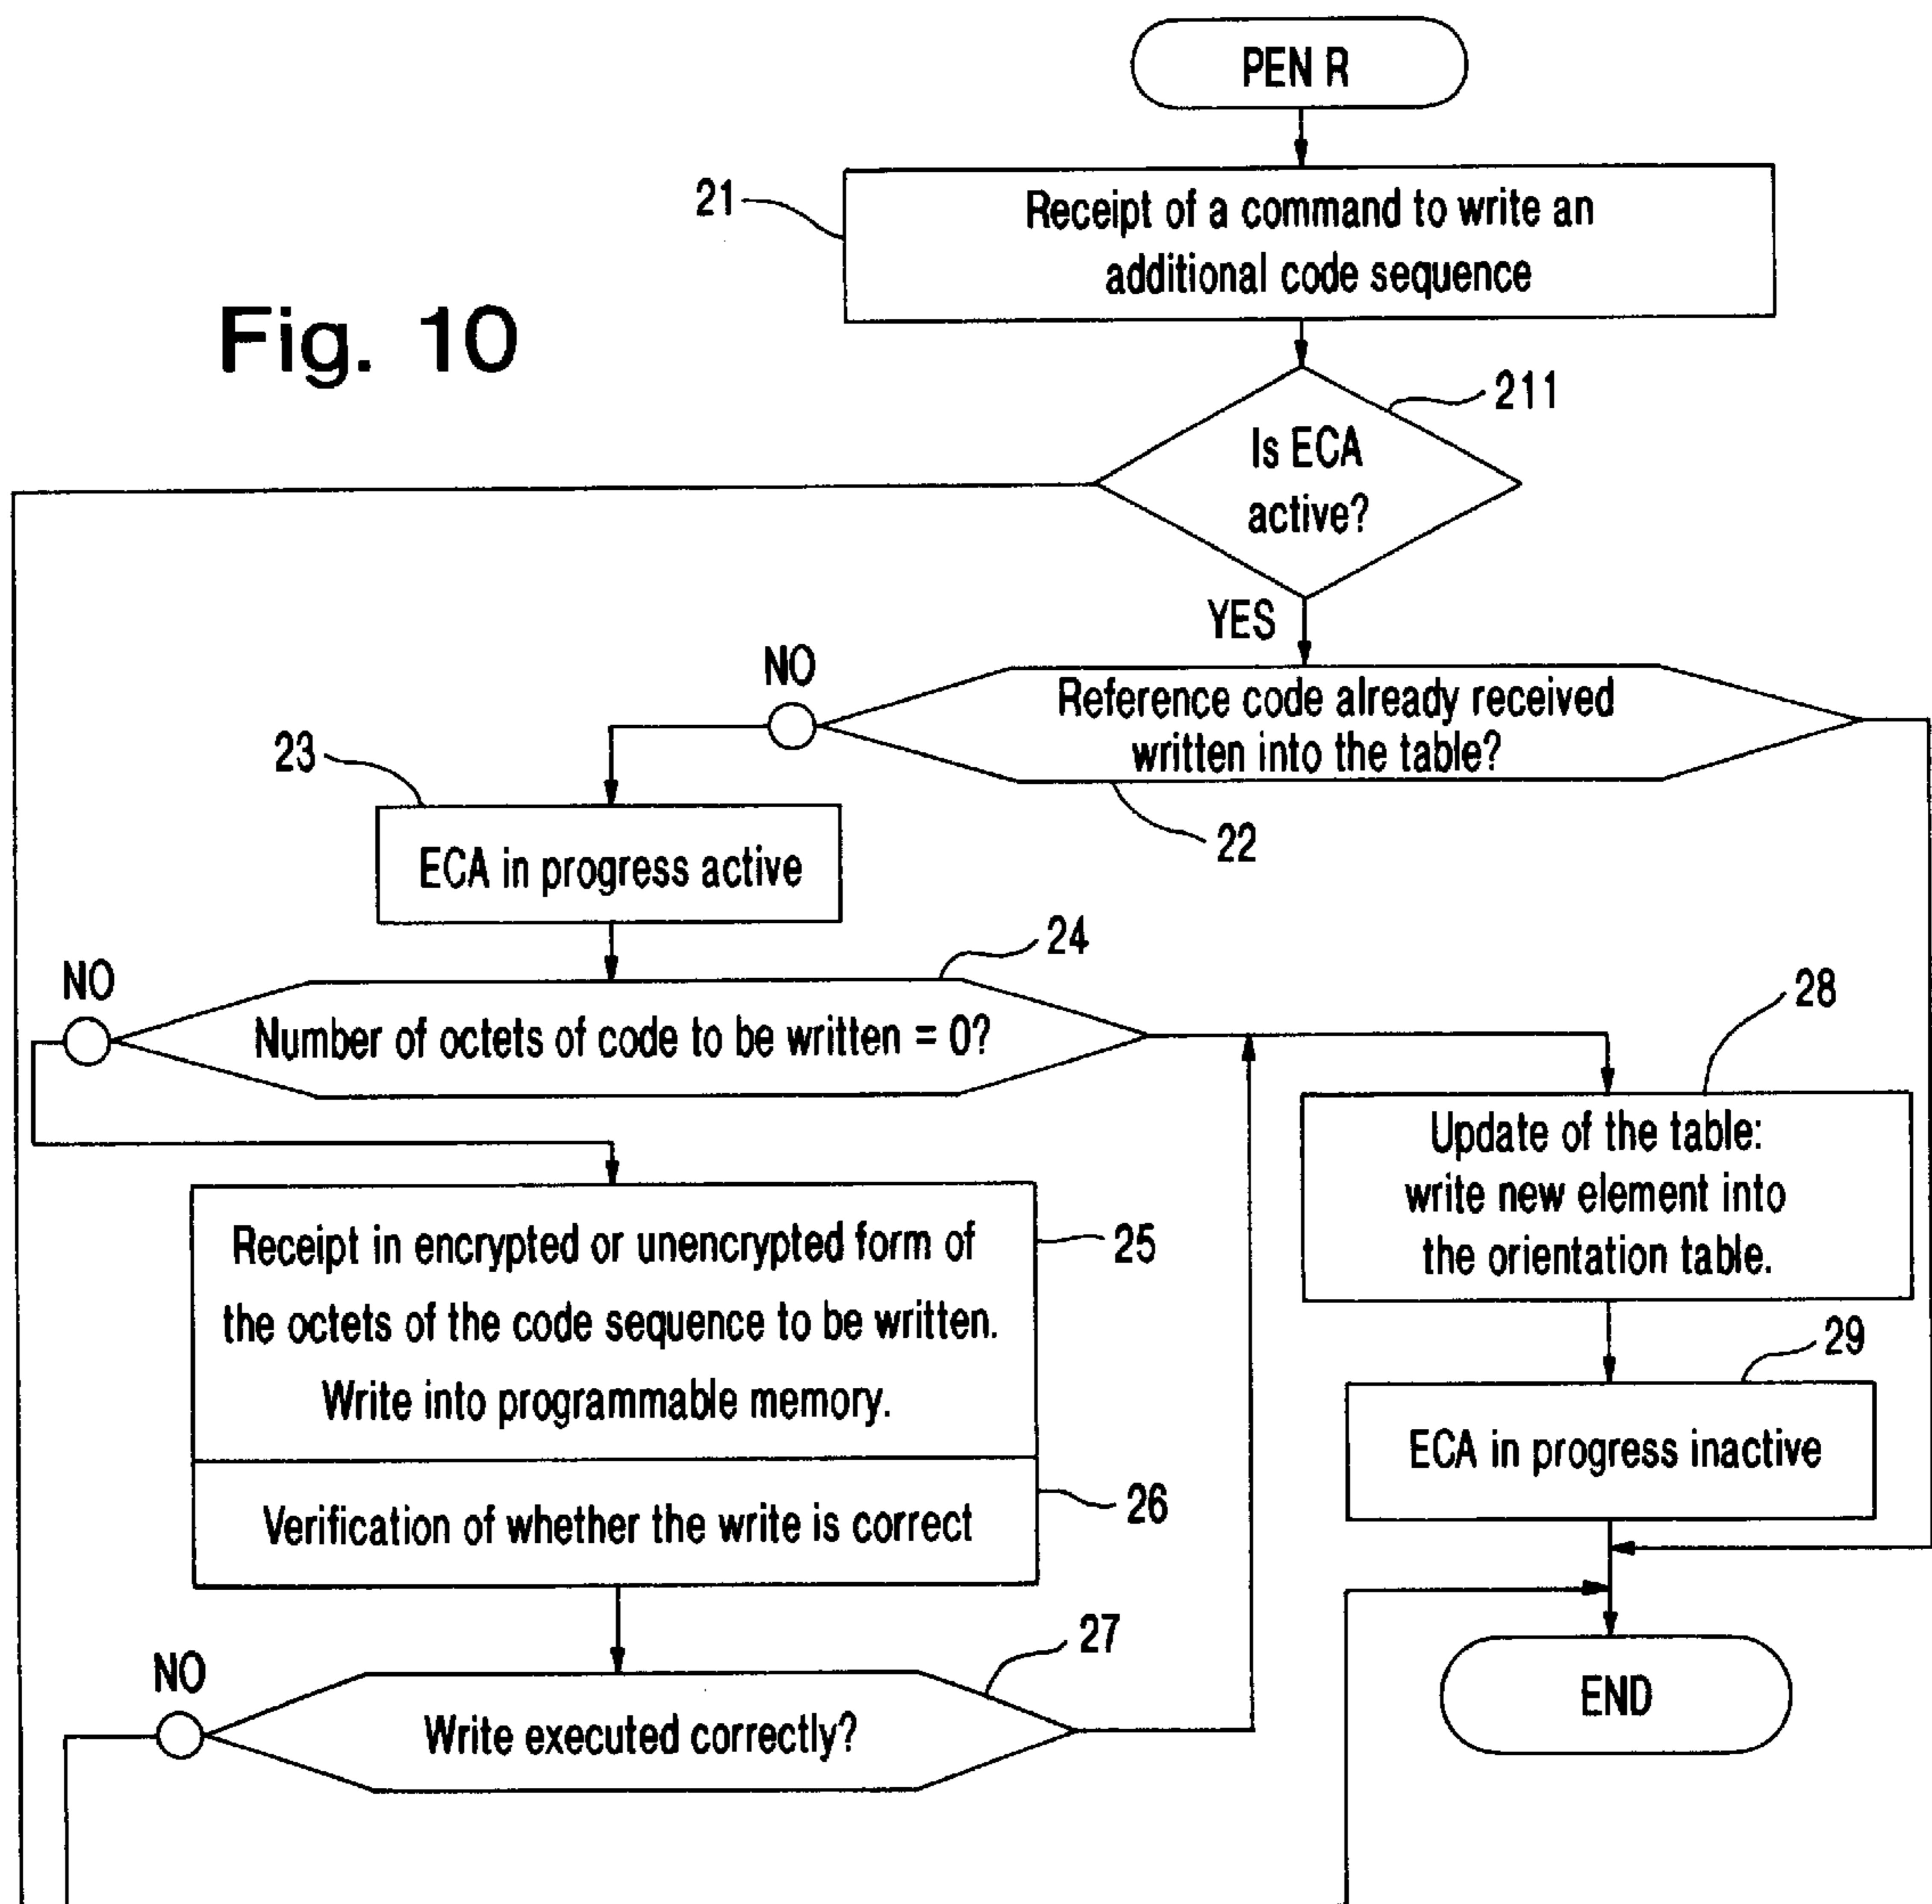 PEN R
21
Receipt of a command to write an
additional code sequence
Fig. 10
211
Is ECA
active?
YES
NO
Reference code already received
written into the table?
22
23
ECA in progress active
24
NO
Number of octets of code to be written = 0?
28
Update of the table:
write new element into
the orientation table.
Receipt in encrypted or unencrypted form of
the octets of the code sequence to be written.
Write into programmable memory.
25
29
ECA in progress inactive
Verification of whether the write is correct
26
27
NO
Write executed correctly?
END